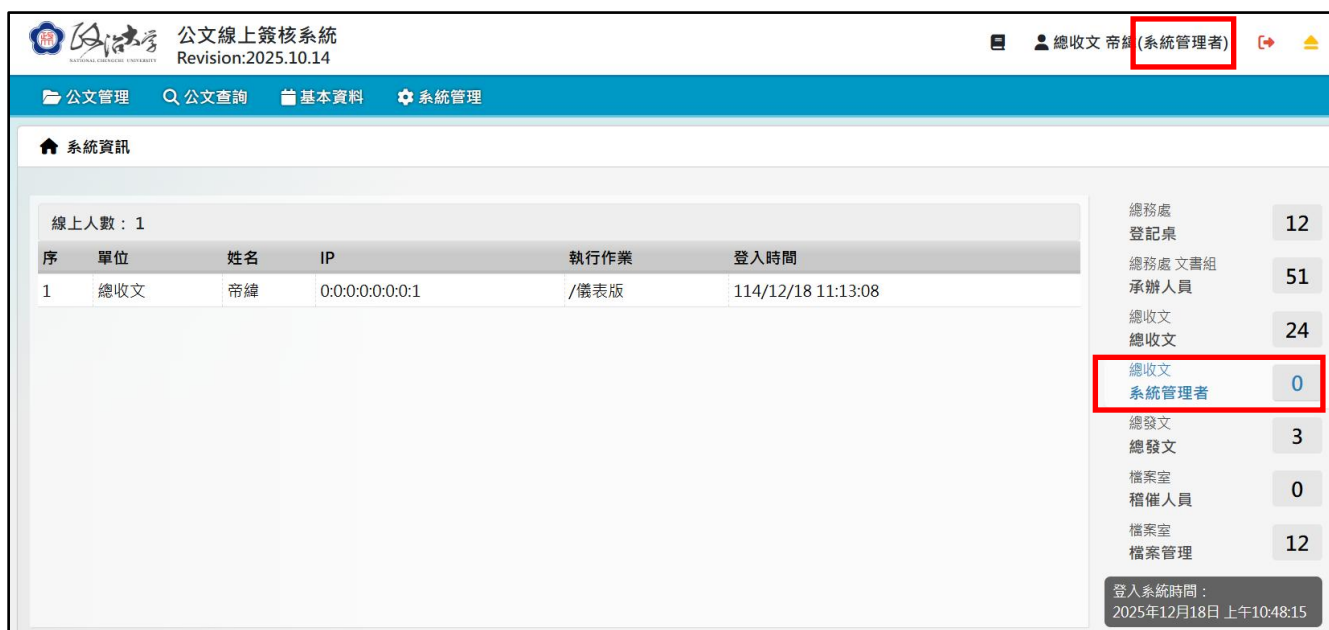 政治大学
NATIONAL CHENGCHI UNIVERSITY
公文線上簽核系統
Revision:2025.10.14
總收文 帝緯(系統管理者)
公文管理 公文查詢 基本資料 系統管理
系統資訊
線上人數：1
序 單位 姓名 IP 執行作業 登入時間
1 總收文 帝緯 0:0:0:0:0:0:0:1 /儀表版 114/12/18 11:13:08
總務處
登記桌 12
總務處 文書組
承辦人員 51
總收文
總收文 24
總收文
系統管理者 0
總發文
總發文 3
檔案室
稽催人員 0
檔案室
檔案管理 12
登入系統時間：
2025年12月18日 上午10:48:15